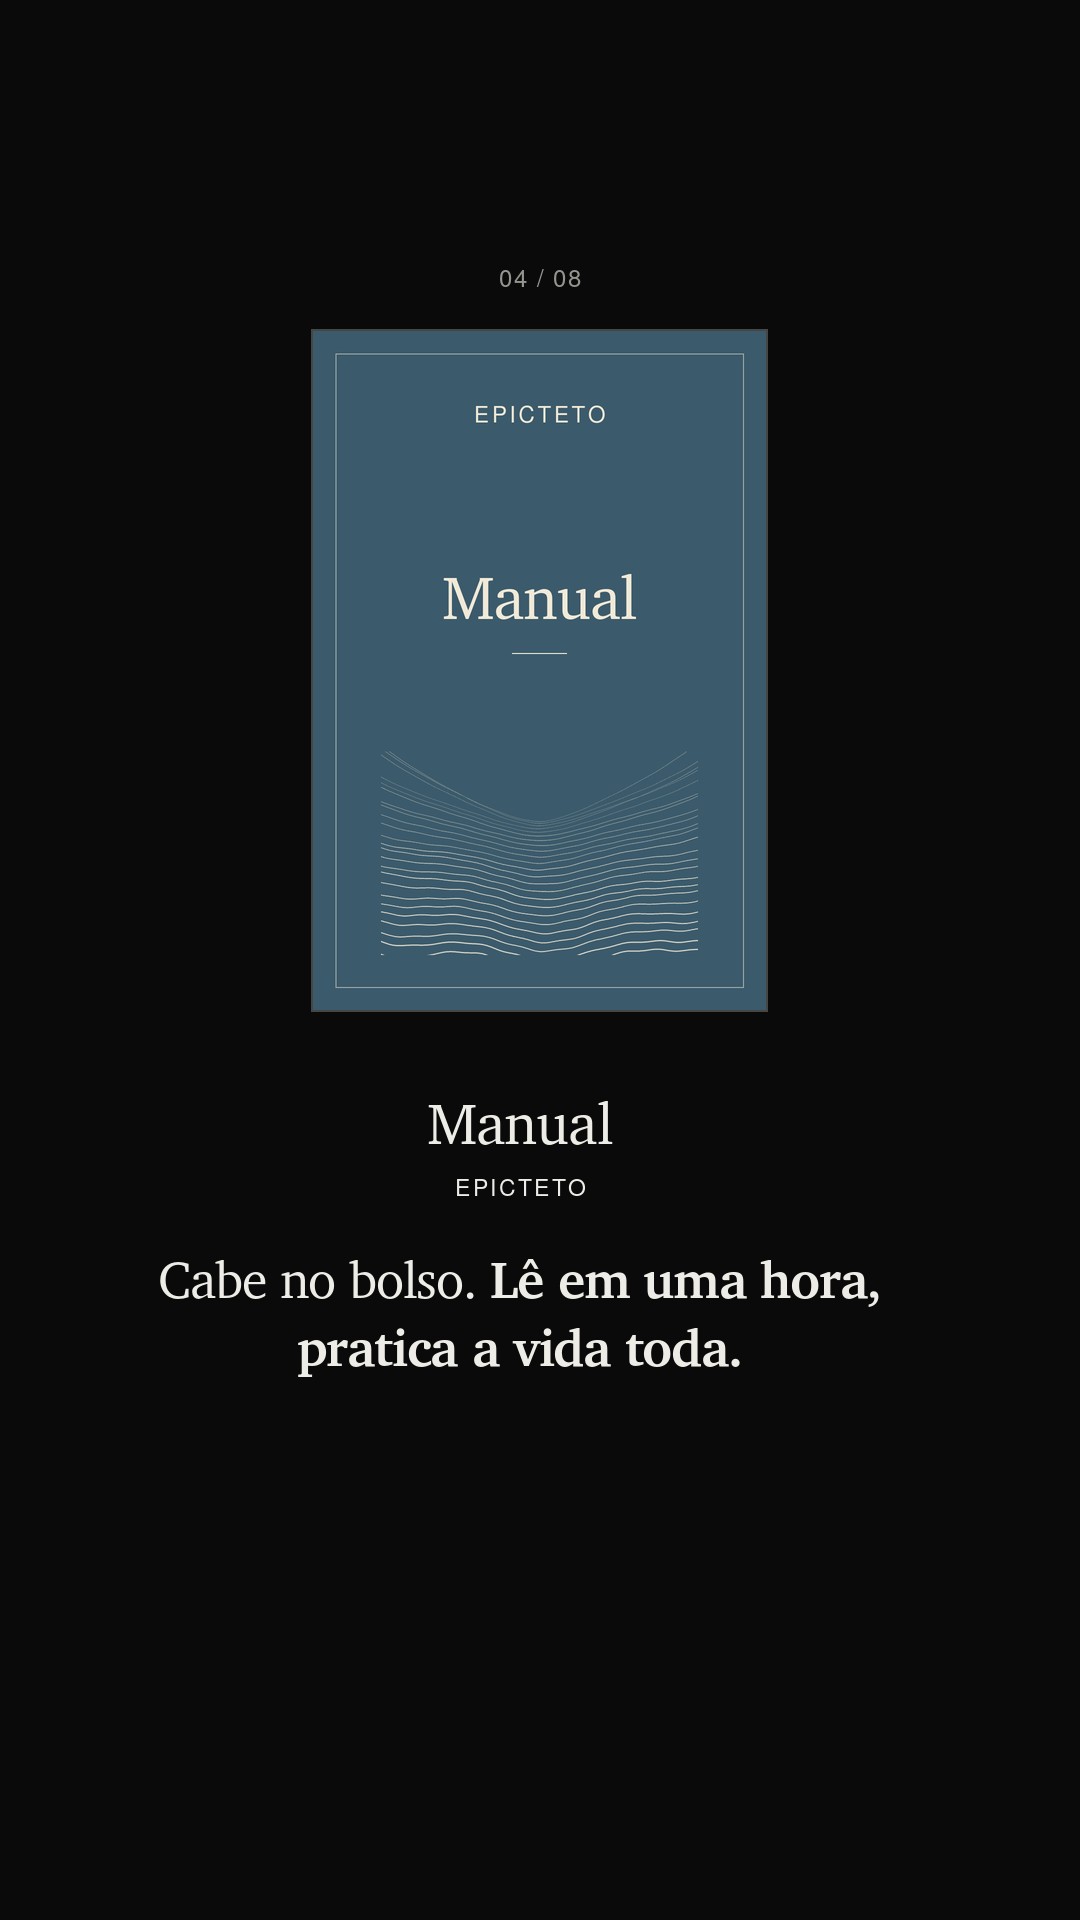 04 / 08
EPICTETO
Manual
Manual
EPICTETO
Cabe no bolso. Lê em uma hora,
pratica a vida toda.